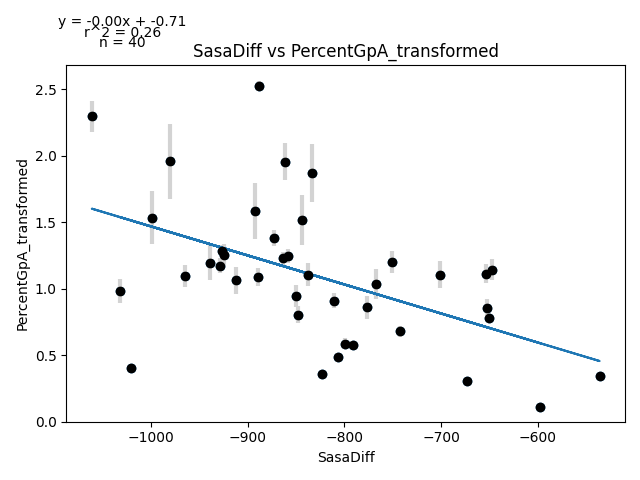 y = -0.00x + -0.71
r^2 = 0.26
n = 40
SasaDiff vs PercentGpA_transformed
2.5
2.0
1.5
1.0
0.5
0.0
PercentGpA_transformed
−1000 −900 −800 −700 −600
SasaDiff